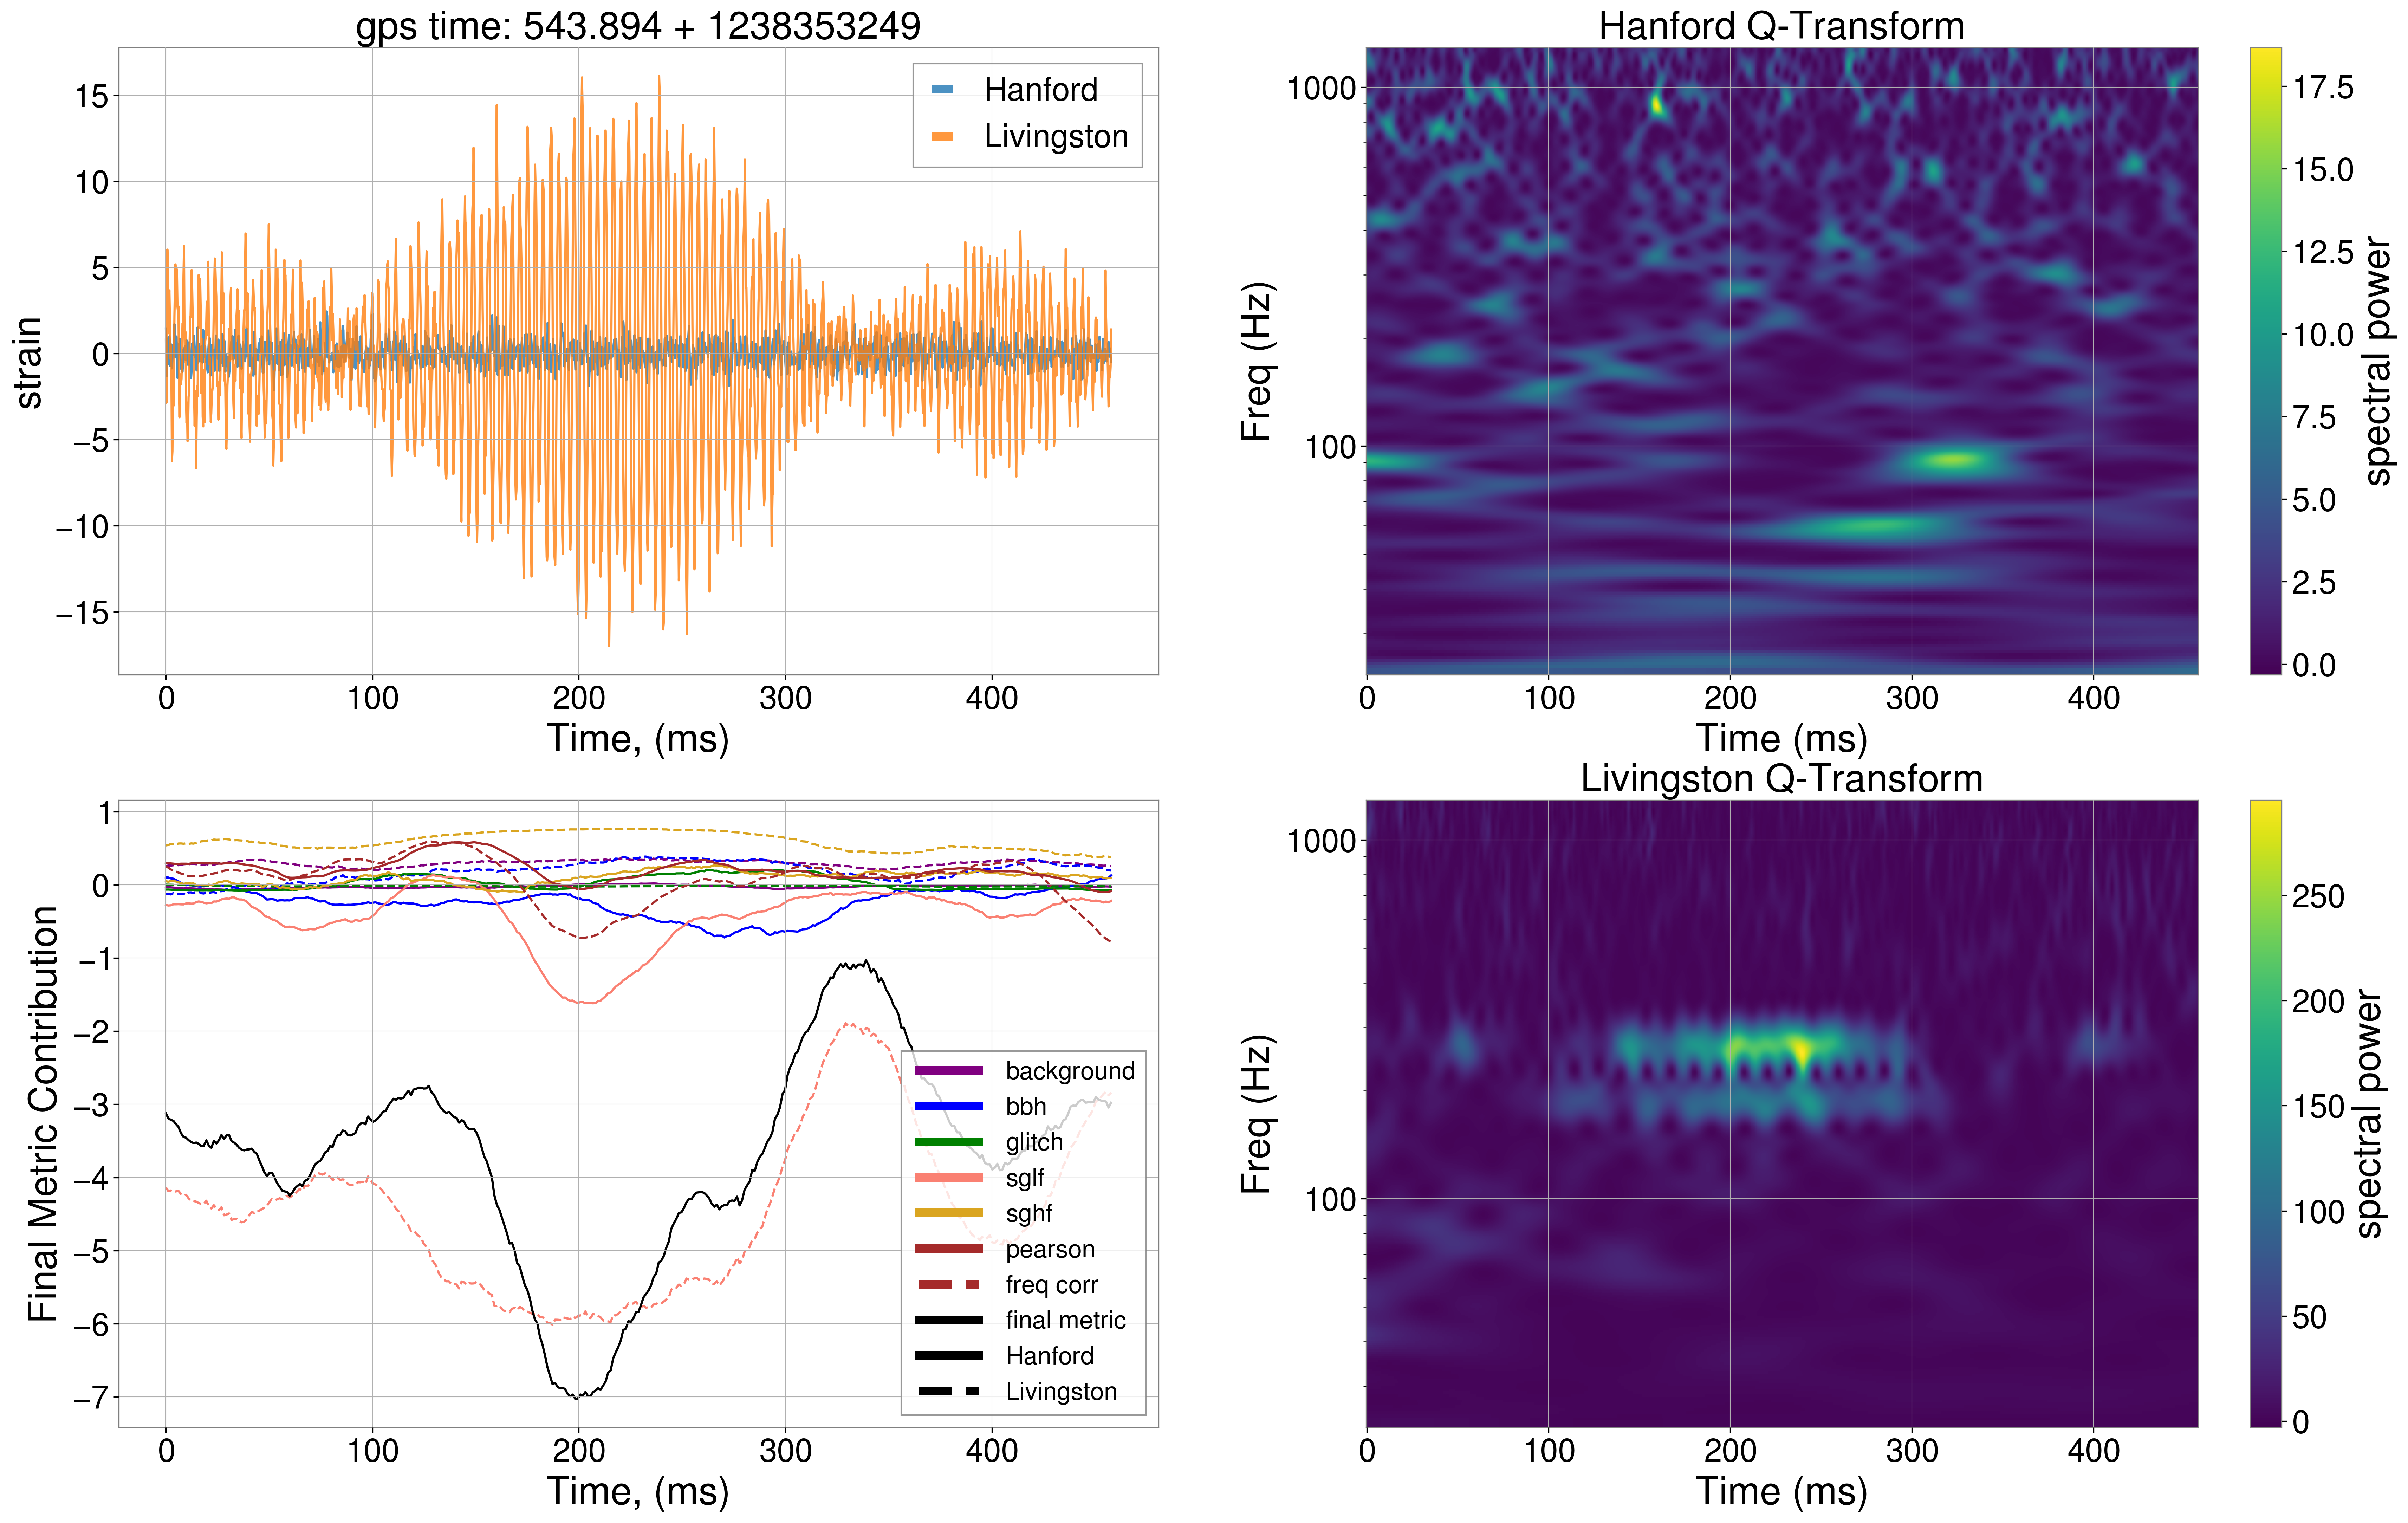 gps time: 543.894 + 1238353249
strain
15
10
5
0
−5
−10
−15
Hanford
Livingston
0 100 200 300 400
Time, (ms)
Hanford Q-Transform
Freq (Hz)
1000
100
0 100 200 300 400
Time (ms)
17.5
15.0
12.5
10.0
7.5
5.0
2.5
0.0
spectral power
Final Metric Contribution
1
0
−1
−2
−3
−4
−5
−6
−7
background
bbh
glitch
sglf
sghf
pearson
freq corr
final metric
Hanford
Livingston
0 100 200 300 400
Time, (ms)
Livingston Q-Transform
Freq (Hz)
1000
100
0 100 200 300 400
Time (ms)
250
200
150
100
50
0
spectral power